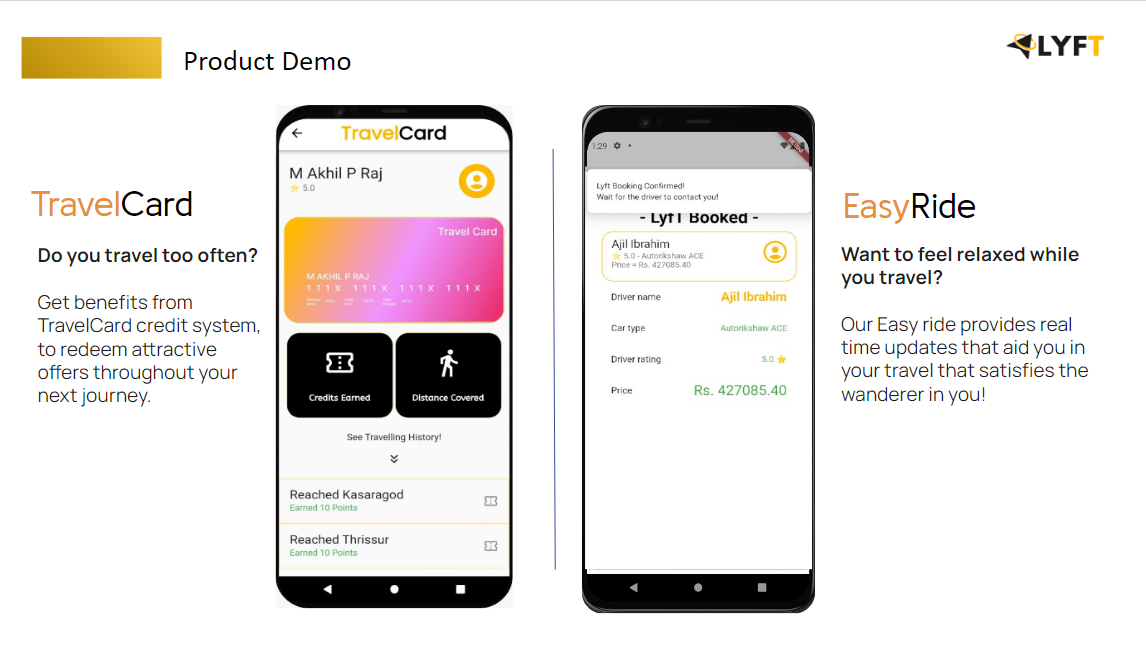 Product Demo
LYFT
TravelCard
Do you travel too often?
Get benefits from
TravelCard credit system,
to redeem attractive
offers throughout your
next journey.
TravelCard
M Akhil P Raj
5.0
Travel Card
M AKHIL P RAJ
111X 111X 111X 111X
Credits Earned
Distance Covered
See Travelling History!
Reached Kasaragod
Earned 10 Points
Reached Thrissur
Earned 10 Points
1:29
Lyft Booking Confirmed!
Wait for the driver to contact you!
- LyfT Booked -
Ajil Ibrahim
5.0 - Autorikshaw ACE
Price = Rs. 427085.40
Driver name Ajil Ibrahim
Car type Autorikshaw ACE
Driver rating 5.0
Price Rs. 427085.40
EasyRide
Want to feel relaxed while
you travel?
Our Easy ride provides real
time updates that aid you in
your travel that satisfies the
wanderer in you!